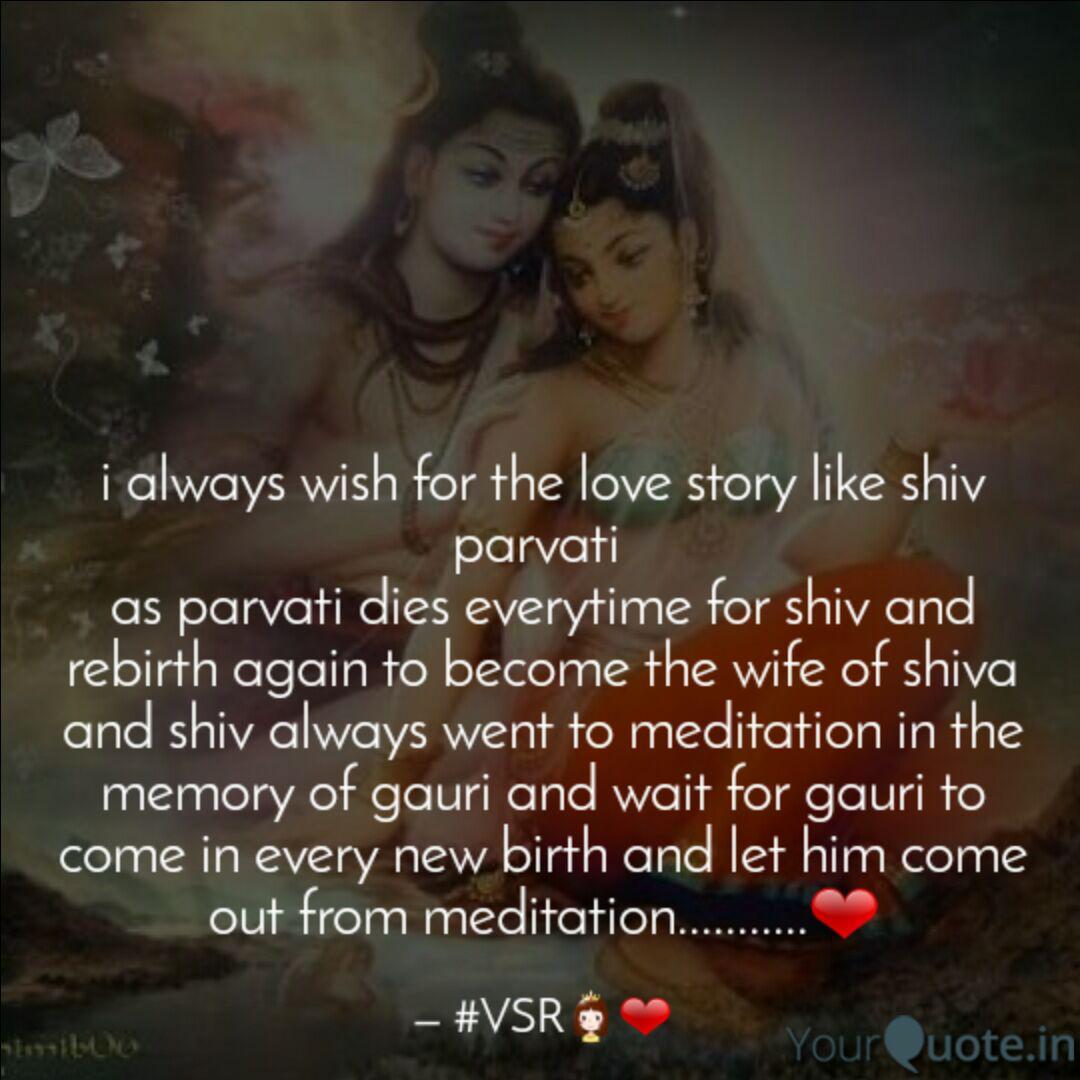 i always wish for the love story like shiv
parvati
as parvati dies everytime for shiv and
rebirth again to become the wife of shiva
and shiv always went to meditation in the
memory of gauri and wait for gauri to
come in every new birth and let him come
out from meditation...........❤
– #VSR👸❤
YourQuote.in